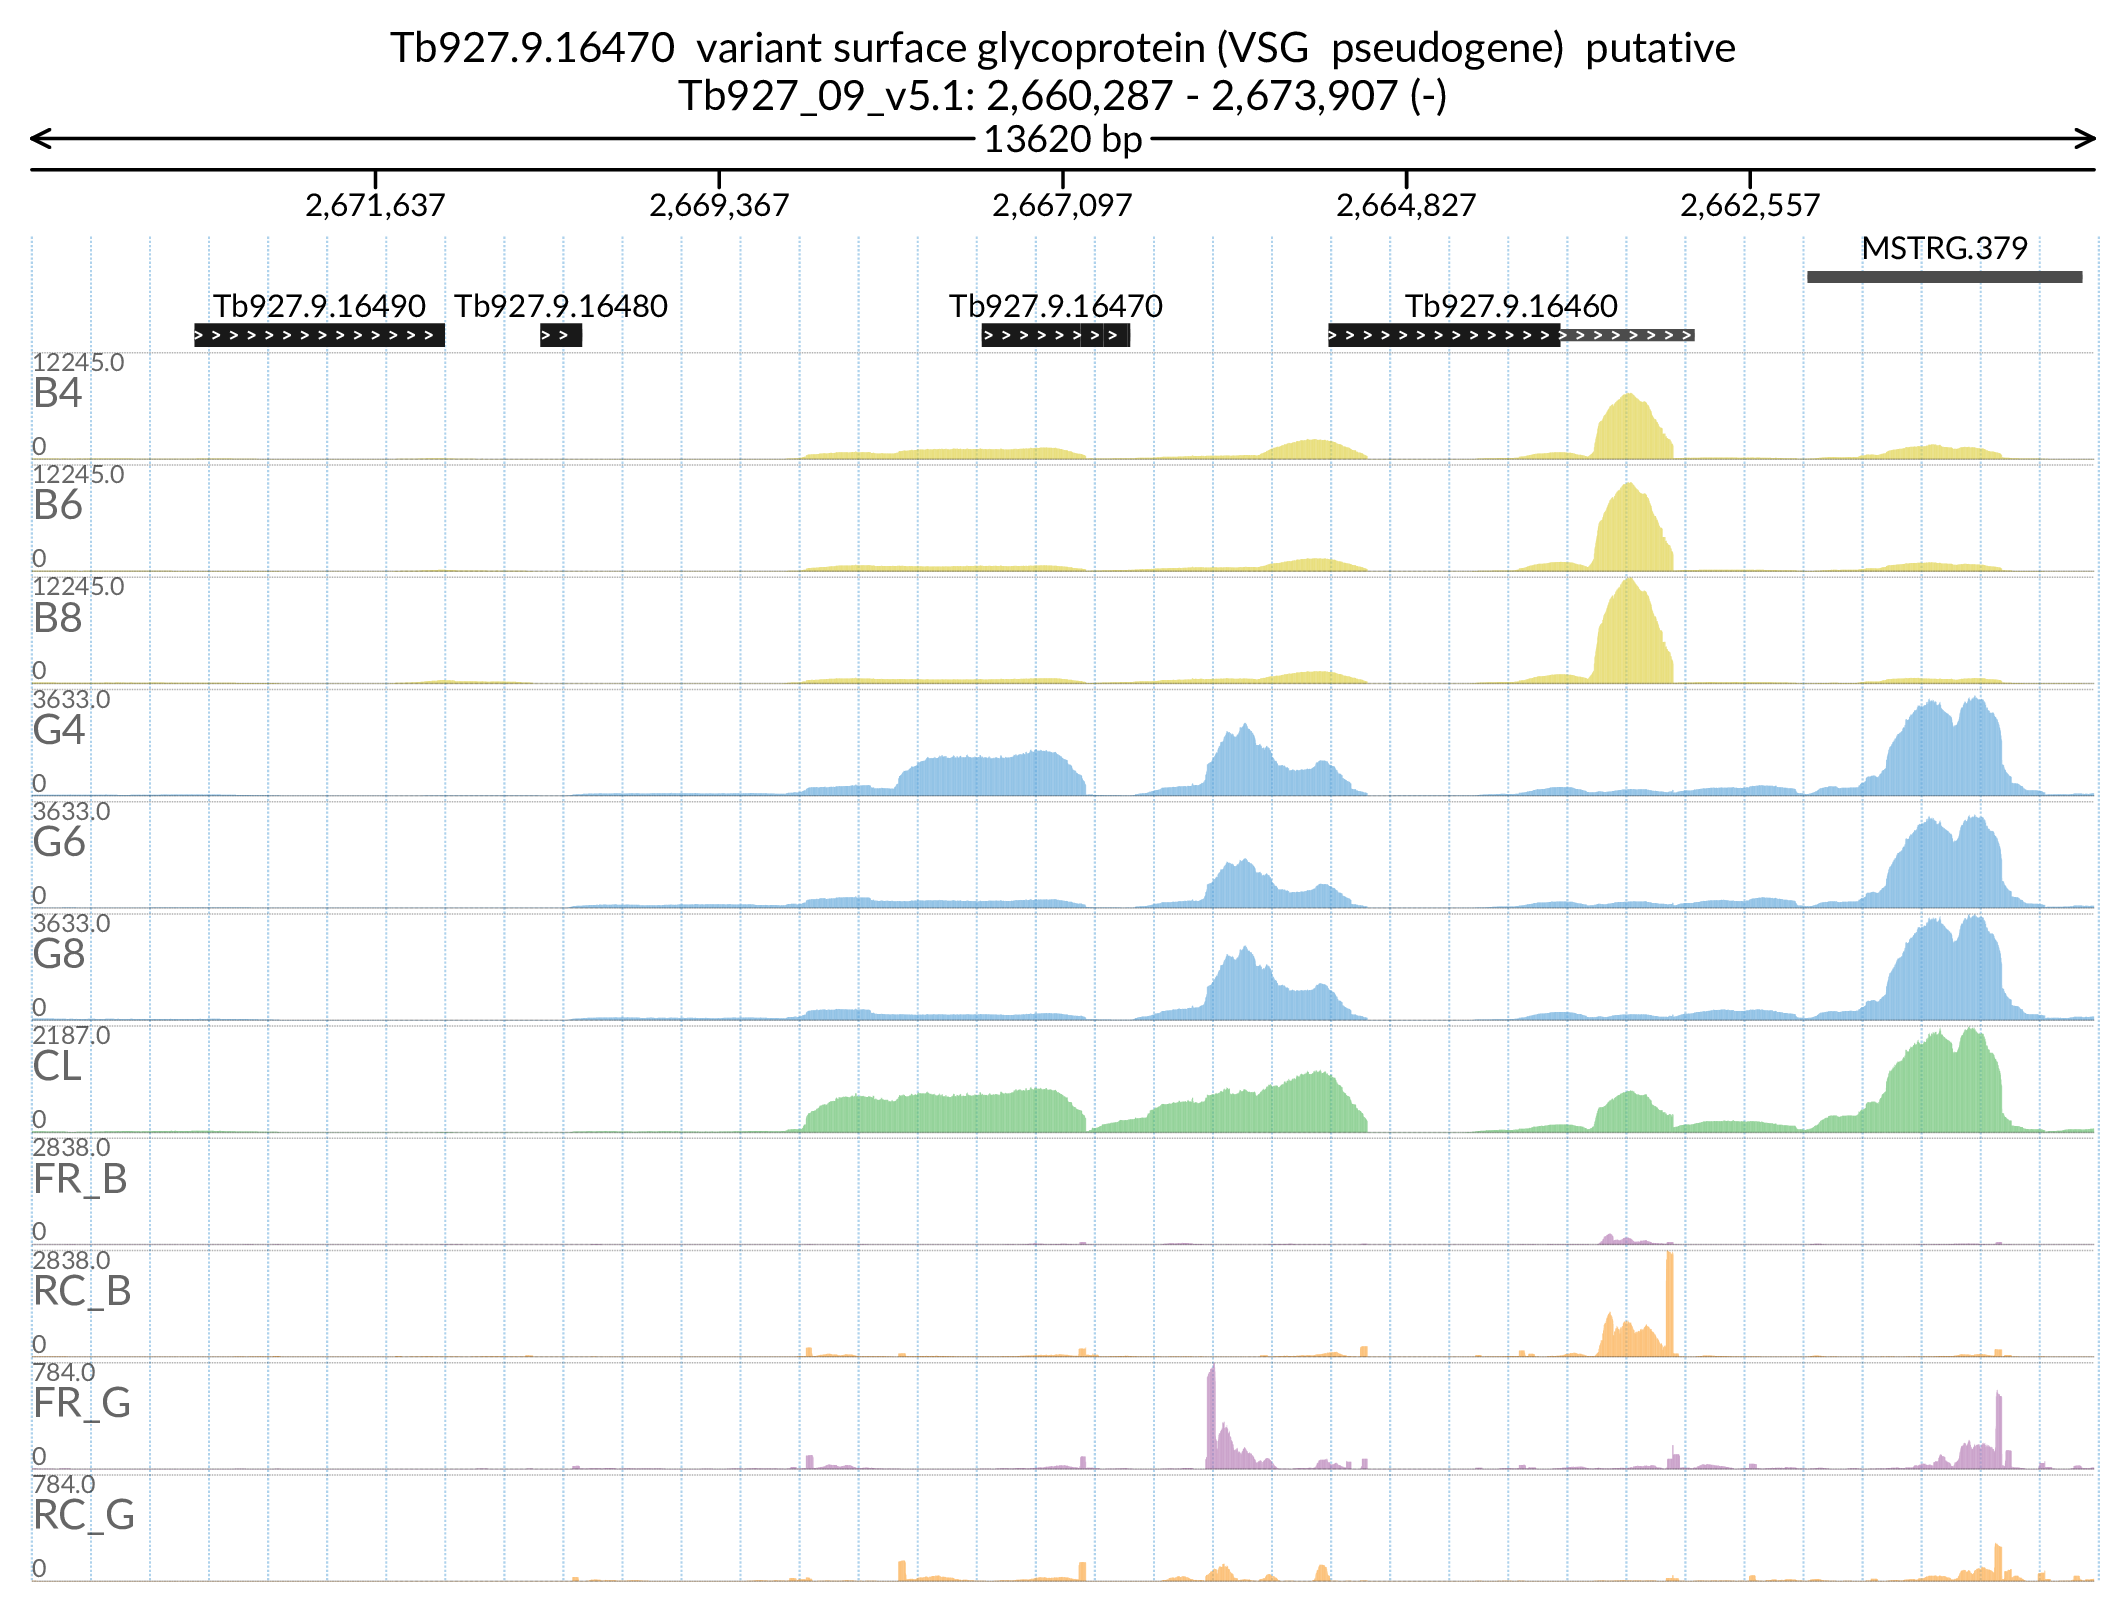 Tb927.9.16470  variant surface glycoprotein (VSG  pseudogene)  putative
Tb927_09_v5.1: 2,660,287 - 2,673,907 (-)
13620 bp
2,671,637 2,669,367 2,667,097 2,664,827 2,662,557
MSTRG.379
Tb927.9.16490 Tb927.9.16480 Tb927.9.16470 Tb927.9.16460
12245.0
B4
0
12245.0
B6
0
12245.0
B8
0
3633.0
G4
0
3633.0
G6
0
3633.0
G8
0
2187.0
CL
0
2838.0
FR_B
0
2838.0
RC_B
0
784.0
FR_G
0
784.0
RC_G
0